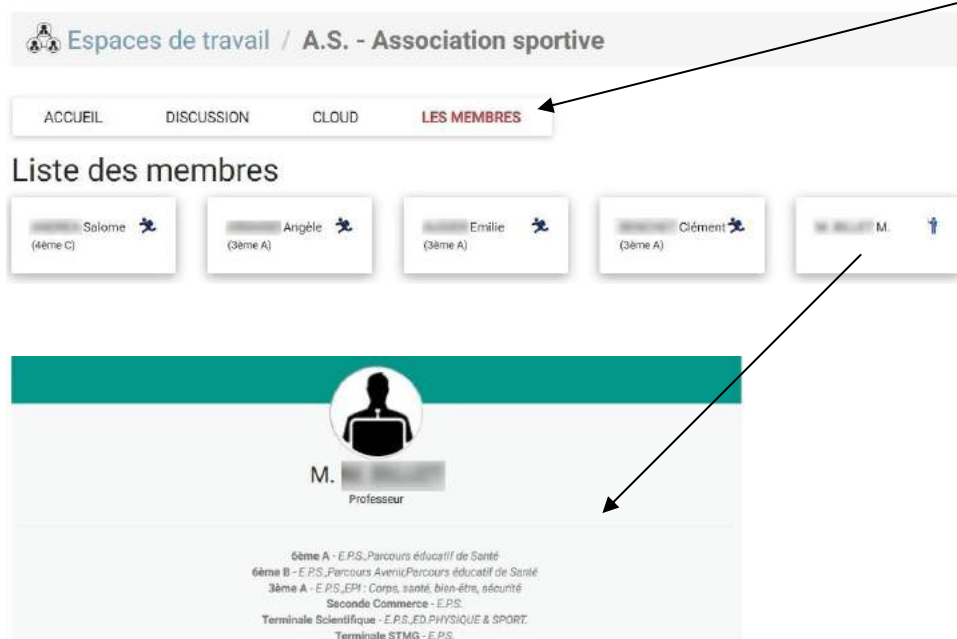 Espaces de travail / A.S. - Association sportive
ACCUEIL DISCUSSION CLOUD LES MEMBRES
Liste des membres
Salome
(4ème C)
Angèle
(3ème A)
Emilie
(3ème A)
Clément
(3ème A)
M.
M.
Professeur
6ème A - E.P.S.,Parcours éducatif de Santé
6ème B - E.P.S.,Parcours Avenir,Parcours éducatif de Santé
3ème A - E.P.S.,EPI : Corps, santé, bien-être, sécurité
Seconde Commerce - E.P.S.
Terminale Scientifique - E.P.S.,ED.PHYSIQUE & SPORT.
Terminale STMG - E.P.S.